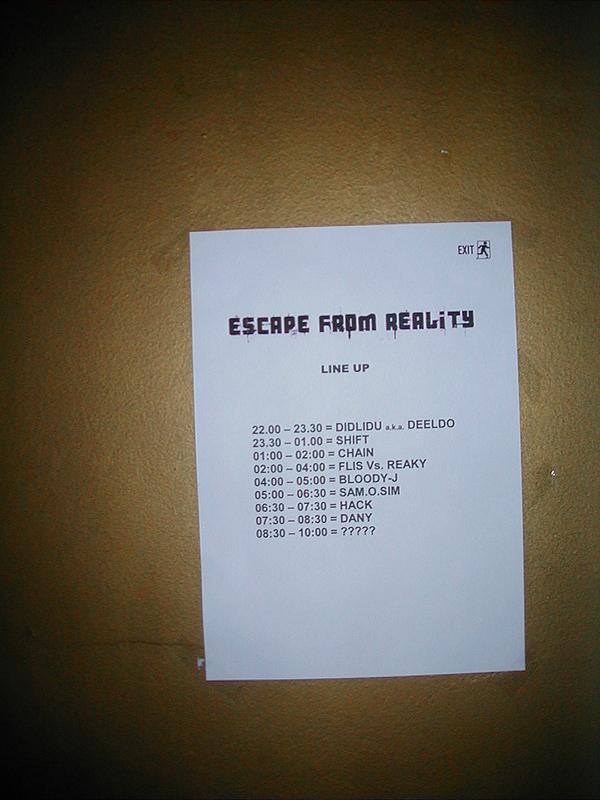 EXIT
ESCAPE FROM REALITY
LINE UP
22.00 – 23.30 = DIDLIDU a.k.a. DEELDO
23.30 – 01.00 = SHIFT
01:00 – 02:00 = CHAIN
02:00 – 04:00 = FLIS Vs. REAKY
04:00 – 05:00 = BLOODY-J
05:00 – 06:30 = SAM.O.SIM
06:30 – 07:30 = HACK
07:30 – 08:30 = DANY
08:30 – 10:00 = ?????